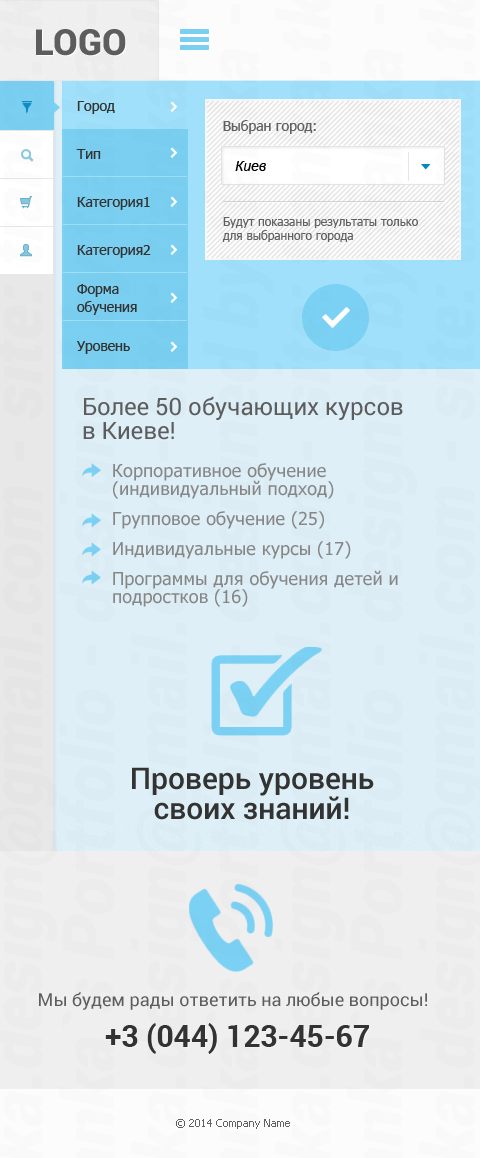 LOGO
Город
Тип
Категория1
Категория2
Форма
обучения
Уровень
Выбран город:
Киев
Будут показаны результаты только
для выбранного города
Более 50 обучающих курсов
в Киеве!
Корпоративное обучение
(индивидуальный подход)
Групповое обучение (25)
Индивидуальные курсы (17)
Программы для обучения детей и
подростков (16)
Проверь уровень
своих знаний!
Мы будем рады ответить на любые вопросы!
+3 (044) 123-45-67
© 2014 Company Name